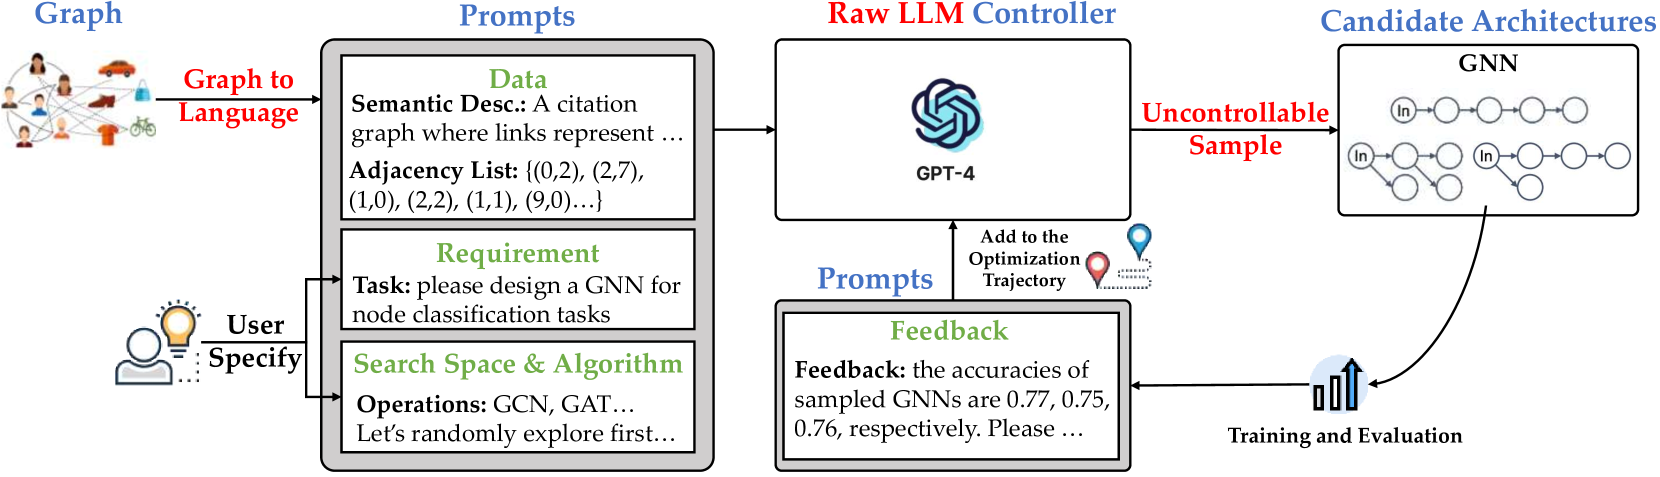 Graph
Graph to
Language
Prompts
Data
Semantic Desc.: A citation
graph where links represent …
Adjacency List: {(0,2), (2,7),
(1,0), (2,2), (1,1), (9,0)…}
Requirement
Task: please design a GNN for
node classification tasks
Search Space & Algorithm
Operations: GCN, GAT…
Let's randomly explore first…
User
Specify
Raw LLM Controller
GPT-4
Uncontrollable
Sample
Candidate Architectures
GNN
In
In
In
Add to the
Optimization
Trajectory
Prompts
Feedback
Feedback: the accuracies of
sampled GNNs are 0.77, 0.75,
0.76, respectively. Please …
Training and Evaluation